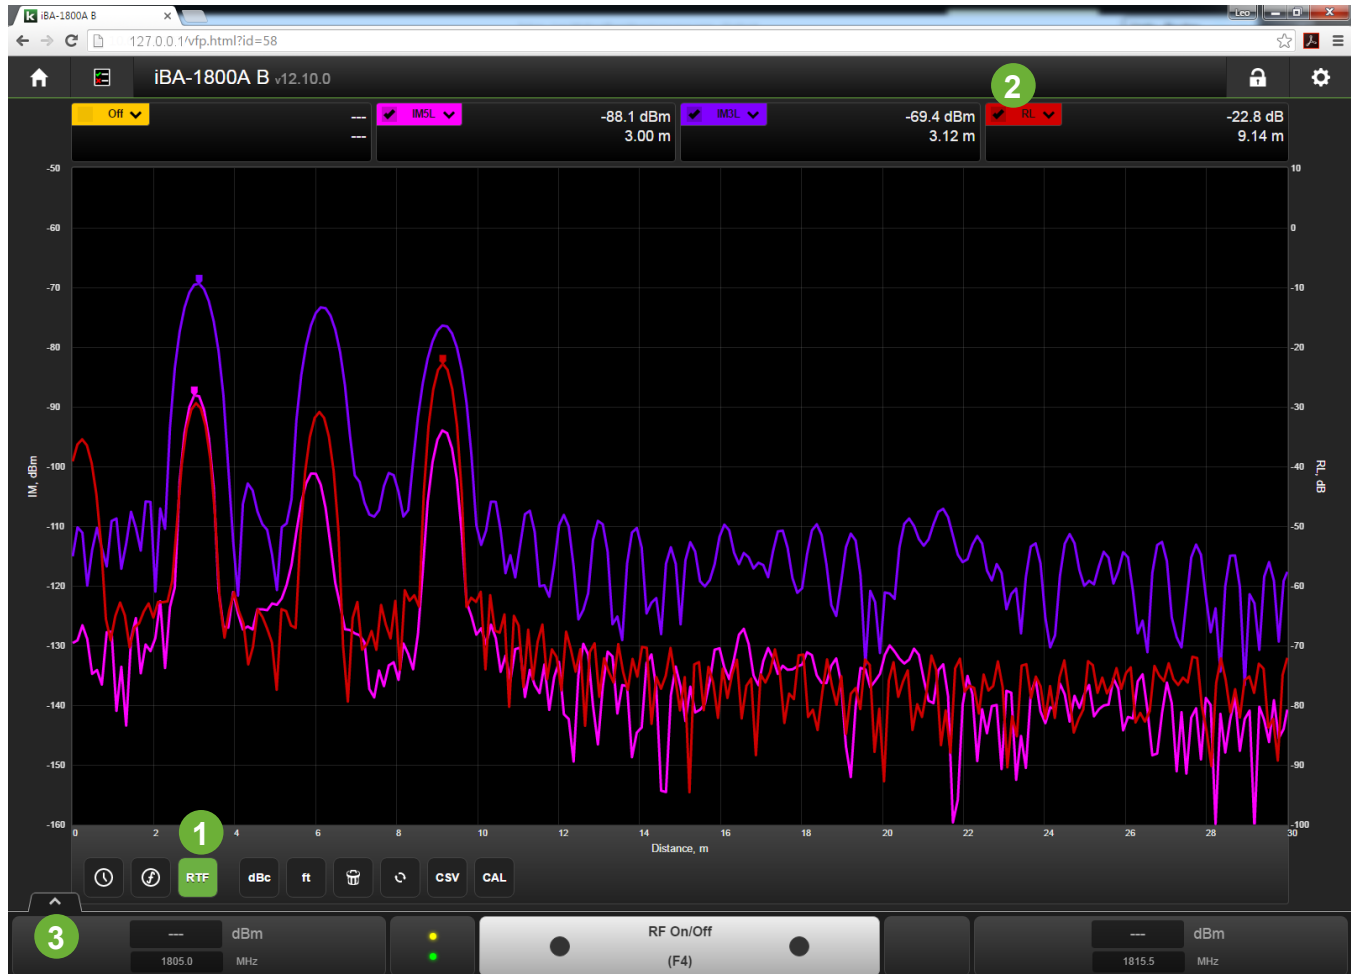 iBA-1800A B
Leo
127.0.0.1/vfp.html?id=58
iBA-1800A B v12.10.0
2
Off
---
---
IM5L
-88.1 dBm
3.00 m
IM3L
-69.4 dBm
3.12 m
RL
-22.8 dB
9.14 m
-50
-60
-70
-80
-90
-100
-110
-120
-130
-140
-150
-160
IM, dBm
10
0
-10
-20
-30
-40
-50
-60
-70
-80
-90
-100
RL, dB
0 2 4 6 8 10 12 14 16 18 20 22 24 26 28 30
Distance, m
1
RTF
dBc
ft
CSV
CAL
3
--- dBm
1805.0 MHz
RF On/Off
(F4)
--- dBm
1815.5 MHz